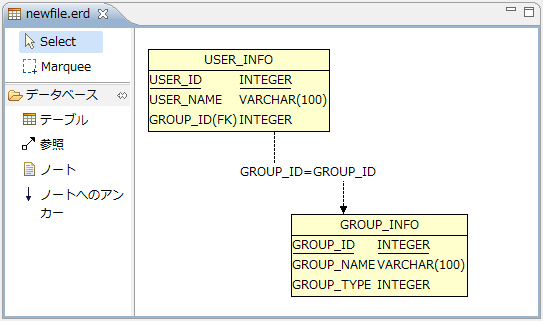 newfile.erd
Select
Marquee
データベース
テーブル
参照
ノート
ノートへのアン
カー
USER_INFO
USER_ID INTEGER
USER_NAME VARCHAR(100)
GROUP_ID(FK) INTEGER
GROUP_ID=GROUP_ID
GROUP_INFO
GROUP_ID INTEGER
GROUP_NAME VARCHAR(100)
GROUP_TYPE INTEGER